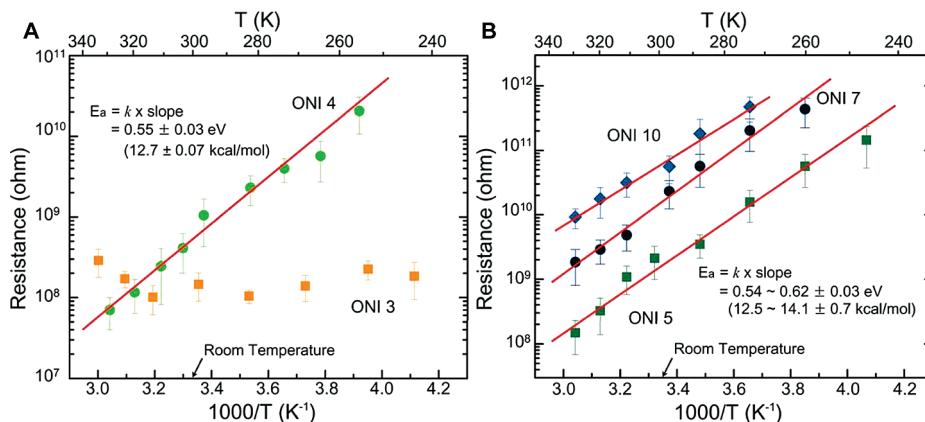 A
T (K)
340 320 300 280 260 240
10¹¹
10¹⁰
10⁹
10⁸
10⁷
Resistance (ohm)
ONI 4
Ea = k x slope
= 0.55 ± 0.03 eV
(12.7 ± 0.07 kcal/mol)
ONI 3
Room Temperature
3.0 3.2 3.4 3.6 3.8 4.0 4.2
1000/T (K⁻¹)
B
T (K)
340 320 300 280 260 240
10¹²
10¹¹
10¹⁰
10⁹
10⁸
Resistance (ohm)
ONI 7
ONI 10
Ea = k x slope
= 0.54 ~ 0.62 ± 0.03 eV
(12.5 ~ 14.1 ± 0.7 kcal/mol)
ONI 5
Room Temperature
3.0 3.2 3.4 3.6 3.8 4.0 4.2
1000/T (K⁻¹)